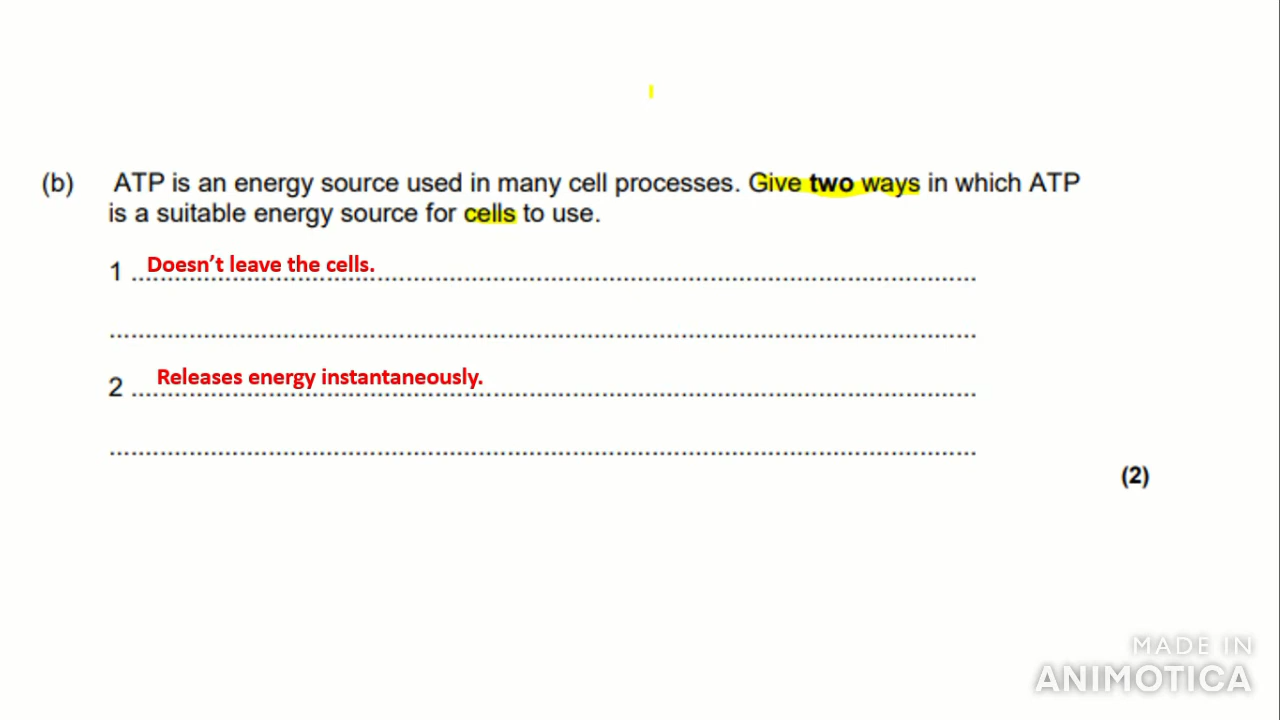 (b) ATP is an energy source used in many cell processes. Give two ways in which ATP
is a suitable energy source for cells to use.
1 Doesn't leave the cells.
2 Releases energy instantaneously.
(2)
MADE IN
ANIMOTICA